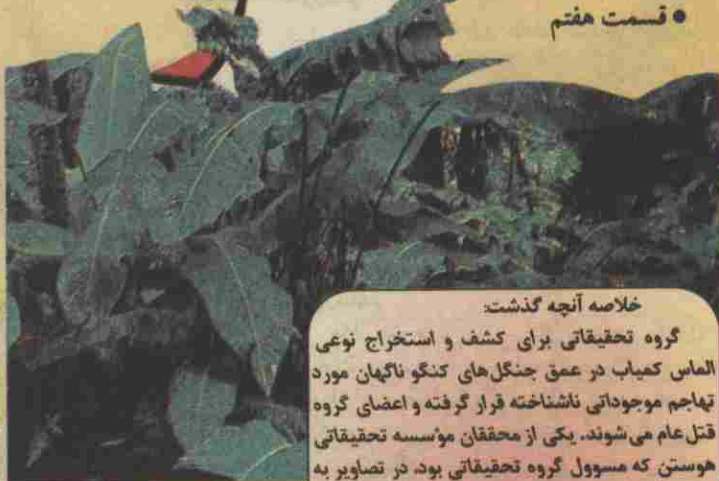 ● قسمت هفتم
خلاصه آنچه گذشت:
گروه تحقیقاتی برای کشف و استخراج نوعی
الماس کمیاب در عمق جنگل‌های کنگو ناگهان مورد
تهاجم موجوداتی ناشناخته قرار گرفته و اعضای گروه
قتل عام می‌شوند. یکی از محققان مؤسسه تحقیقاتی
هوستن که مسوول گروه تحقیقاتی بود، در تصاویر به